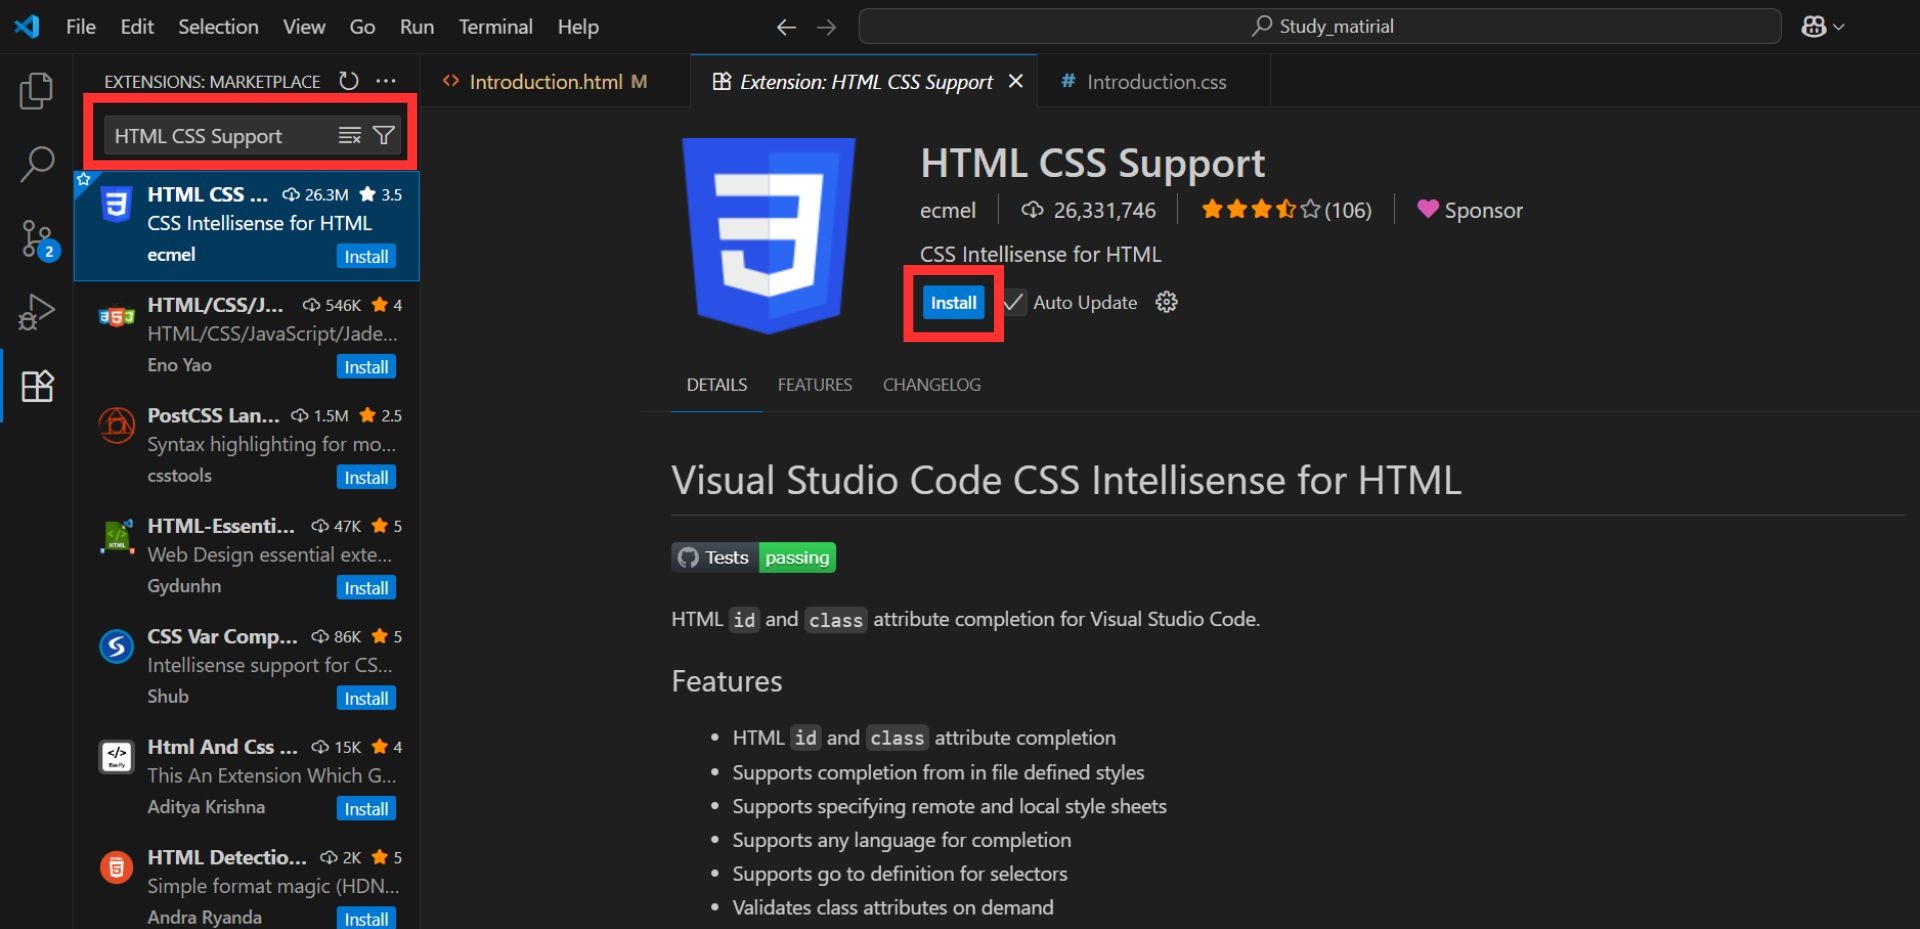 File Edit Selection View Go Run Terminal Help
Study_matirial
EXTENSIONS: MARKETPLACE
Introduction.html M
Extension: HTML CSS Support
# Introduction.css
HTML CSS Support
HTML CSS ... 26.3M 3.5
CSS Intellisense for HTML
ecmel Install
HTML/CSS/J... 546K 4
HTML/CSS/JavaScript/Jade...
Eno Yao Install
PostCSS Lan... 1.5M 2.5
Syntax highlighting for mo...
csstools Install
HTML-Essenti... 47K 5
Web Design essential exte...
Gydunhn Install
CSS Var Comp... 86K 5
Intellisense support for CS...
Shub Install
Html And Css ... 15K 4
This An Extension Which G...
Aditya Krishna Install
HTML Detectio... 2K 5
Simple format magic (HDN...
Andra Ryanda Install
2
HTML CSS Support
ecmel 26,331,746 (106) Sponsor
CSS Intellisense for HTML
Install Auto Update
DETAILS FEATURES CHANGELOG
Visual Studio Code CSS Intellisense for HTML
Tests passing
HTML id and class attribute completion for Visual Studio Code.
Features
• HTML id and class attribute completion
• Supports completion from in file defined styles
• Supports specifying remote and local style sheets
• Supports any language for completion
• Supports go to definition for selectors
• Validates class attributes on demand